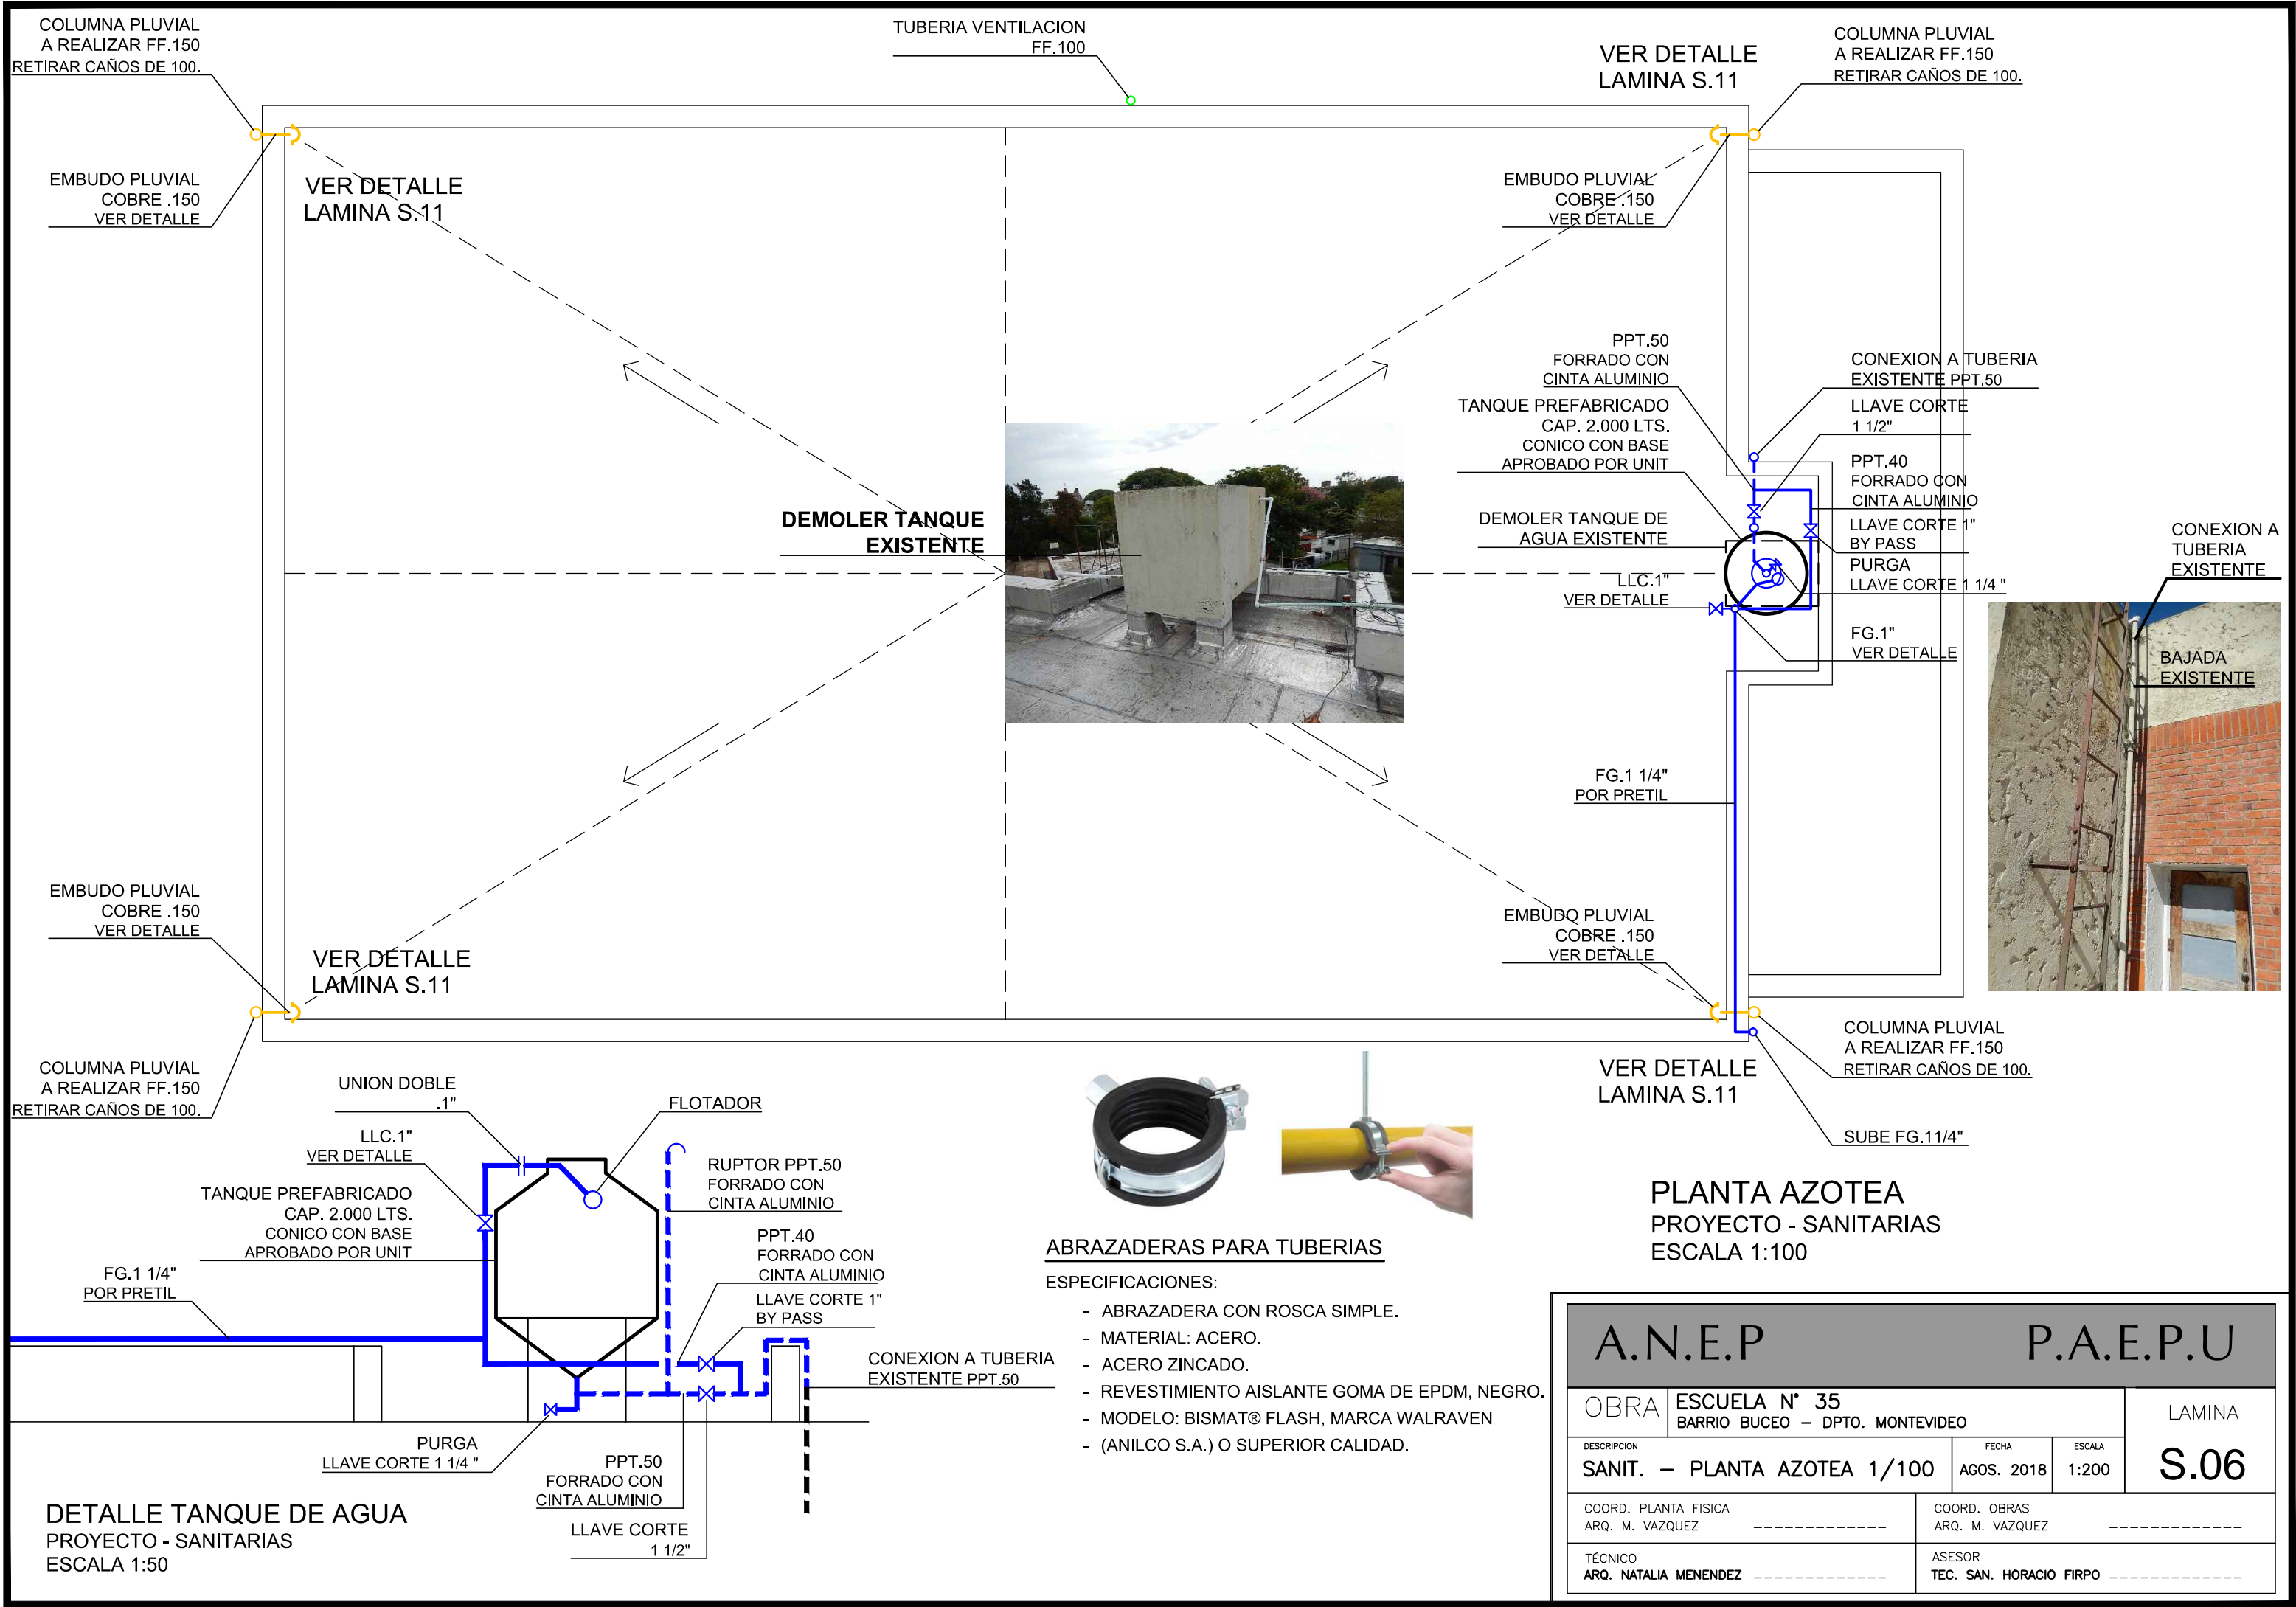 COLUMNA PLUVIAL
A REALIZAR FF.150
RETIRAR CAÑOS DE 100.
TUBERIA VENTILACION
FF.100
VER DETALLE
LAMINA S.11
COLUMNA PLUVIAL
A REALIZAR FF.150
RETIRAR CAÑOS DE 100.
EMBUDO PLUVIAL
COBRE .150
VER DETALLE
VER DETALLE
LAMINA S.11
EMBUDO PLUVIAL
COBRE .150
VER DETALLE
PPT.50
FORRADO CON
CINTA ALUMINIO
TANQUE PREFABRICADO
CAP. 2.000 LTS.
CONICO CON BASE
APROBADO POR UNIT
DEMOLER TANQUE DE
AGUA EXISTENTE
LLC.1"
VER DETALLE
CONEXION A TUBERIA
EXISTENTE PPT.50
LLAVE CORTE
1 1/2"
PPT.40
FORRADO CON
CINTA ALUMINIO
LLAVE CORTE 1"
BY PASS
PURGA
LLAVE CORTE 1 1/4 "
FG.1"
VER DETALLE
CONEXION A
TUBERIA
EXISTENTE
BAJADA
EXISTENTE
DEMOLER TANQUE
EXISTENTE
FG.1 1/4"
POR PRETIL
EMBUDO PLUVIAL
COBRE .150
VER DETALLE
VER DETALLE
LAMINA S.11
EMBUDO PLUVIAL
COBRE .150
VER DETALLE
COLUMNA PLUVIAL
A REALIZAR FF.150
RETIRAR CAÑOS DE 100.
VER DETALLE
LAMINA S.11
COLUMNA PLUVIAL
A REALIZAR FF.150
RETIRAR CAÑOS DE 100.
SUBE FG.11/4"
UNION DOBLE
.1"
FLOTADOR
LLC.1"
VER DETALLE
TANQUE PREFABRICADO
CAP. 2.000 LTS.
CONICO CON BASE
APROBADO POR UNIT
FG.1 1/4"
POR PRETIL
RUPTOR PPT.50
FORRADO CON
CINTA ALUMINIO
PPT.40
FORRADO CON
CINTA ALUMINIO
LLAVE CORTE 1"
BY PASS
CONEXION A TUBERIA
EXISTENTE PPT.50
PURGA
LLAVE CORTE 1 1/4 "
PPT.50
FORRADO CON
CINTA ALUMINIO
LLAVE CORTE
1 1/2"
DETALLE TANQUE DE AGUA
PROYECTO - SANITARIAS
ESCALA 1:50
ABRAZADERAS PARA TUBERIAS
ESPECIFICACIONES:
- ABRAZADERA CON ROSCA SIMPLE.
- MATERIAL: ACERO.
- ACERO ZINCADO.
- REVESTIMIENTO AISLANTE GOMA DE EPDM, NEGRO.
- MODELO: BISMAT® FLASH, MARCA WALRAVEN
- (ANILCO S.A.) O SUPERIOR CALIDAD.
PLANTA AZOTEA
PROYECTO - SANITARIAS
ESCALA 1:100
A.N.E.P P.A.E.P.U
OBRA ESCUELA N° 35
BARRIO BUCEO – DPTO. MONTEVIDEO
LAMINA
S.06
DESCRIPCION
SANIT. – PLANTA AZOTEA 1/100
FECHA
AGOS. 2018
ESCALA
1:200
COORD. PLANTA FISICA
ARQ. M. VAZQUEZ
COORD. OBRAS
ARQ. M. VAZQUEZ
TÉCNICO
ARQ. NATALIA MENENDEZ
ASESOR
TEC. SAN. HORACIO FIRPO